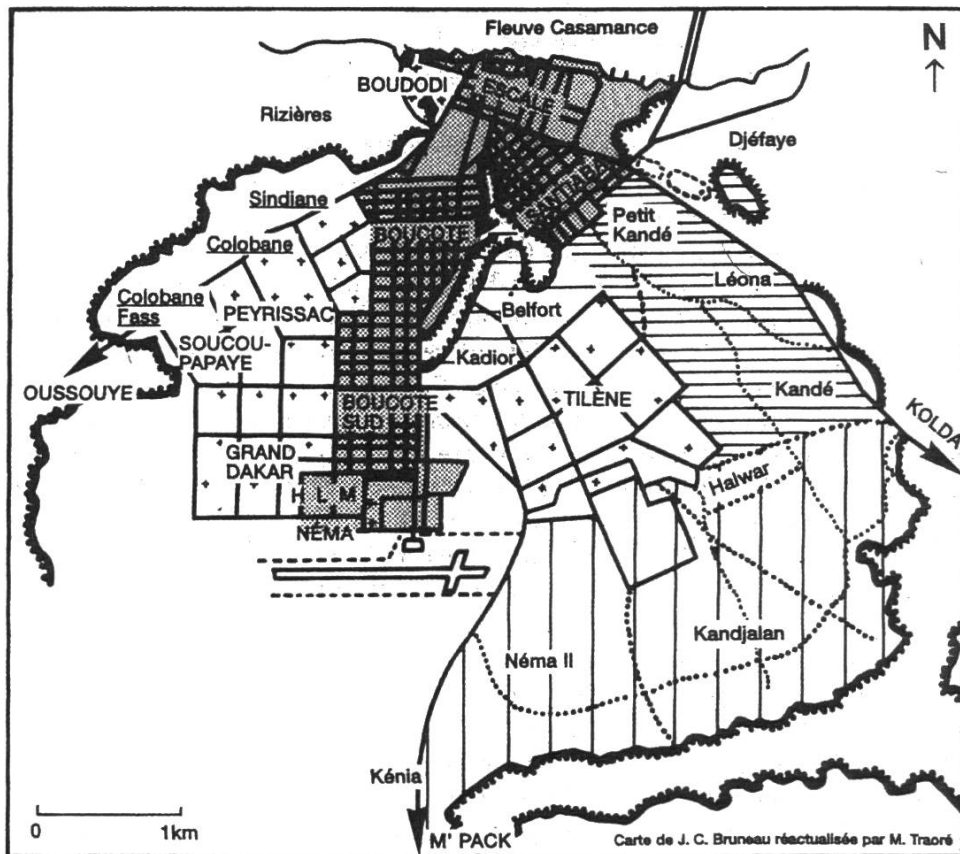 Fleuve Casamance
N
BOUDODI
ESCALE
Rizières
Djéfaye
Sindiane
SANTIABA
Petit
Kandé
BOUCOTE
Colobane
Léona
Colobane
Fass
PEYRISSAC
Belfort
SOUCOU-
PAPAYE
Kadior
OUSSOUYE
TILÈNE
Kandé
BOUCOTE
SUD
KOLDA
GRAND
DAKAR
Halwar
H L M
NÉMA
Kandjalan
Néma II
Kénia
0 1km
M' PACK
Carte de J. C. Bruneau réactualisée par M. Traoré